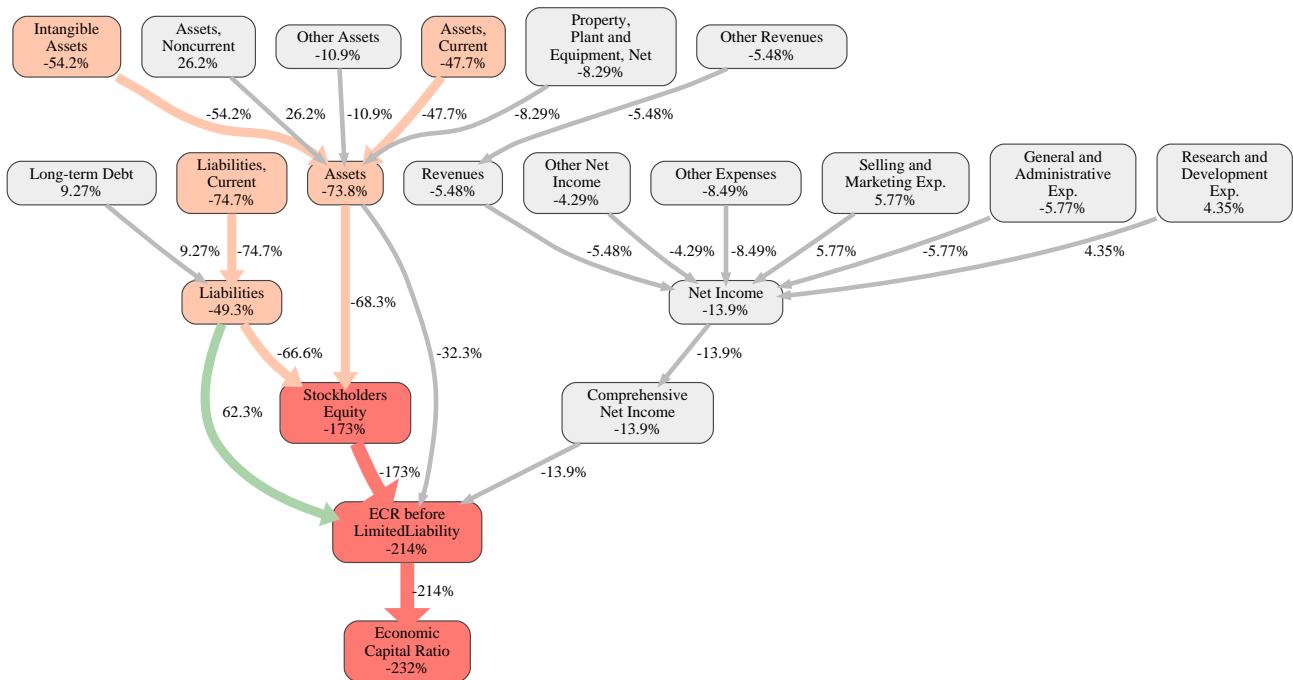 Intangible
Assets
-54.2%
Assets,
Noncurrent
26.2%
Other Assets
-10.9%
Assets,
Current
-47.7%
Property,
Plant and
Equipment, Net
-8.29%
Other Revenues
-5.48%
-54.2%
26.2%
-10.9%
-47.7%
-8.29%
-5.48%
Long-term Debt
9.27%
Liabilities,
Current
-74.7%
Assets
-73.8%
Revenues
-5.48%
Other Net
Income
-4.29%
Other Expenses
-8.49%
Selling and
Marketing Exp.
5.77%
General and
Administrative
Exp.
-5.77%
Research and
Development
Exp.
4.35%
9.27%
-74.7%
-5.48%
-4.29%
-8.49%
5.77%
-5.77%
4.35%
Liabilities
-49.3%
-68.3%
Net Income
-13.9%
-66.6%
-32.3%
-13.9%
62.3%
Stockholders
Equity
-173%
Comprehensive
Net Income
-13.9%
-173%
-13.9%
ECR before
LimitedLiability
-214%
-214%
Economic
Capital Ratio
-232%